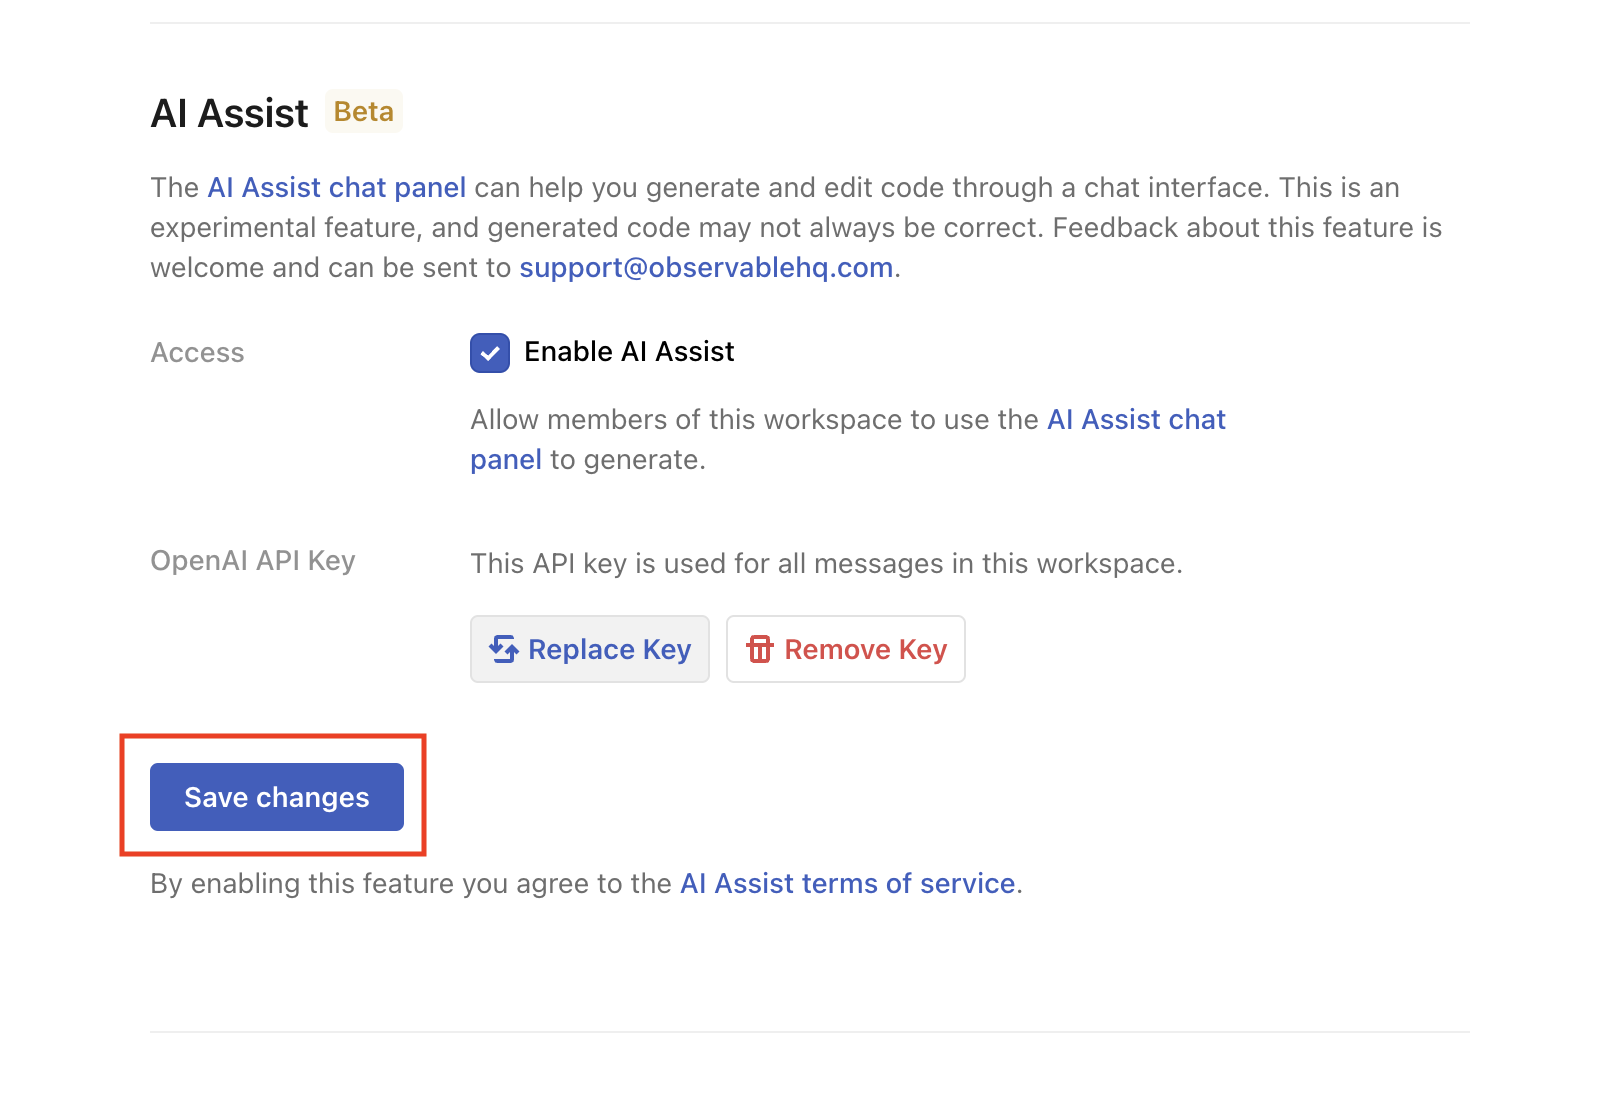 AI Assist Beta
The AI Assist chat panel can help you generate and edit code through a chat interface. This is an
experimental feature, and generated code may not always be correct. Feedback about this feature is
welcome and can be sent to support@observablehq.com.
Access
Enable AI Assist
Allow members of this workspace to use the AI Assist chat
panel to generate.
OpenAI API Key
This API key is used for all messages in this workspace.
Replace Key
Remove Key
Save changes
By enabling this feature you agree to the AI Assist terms of service.